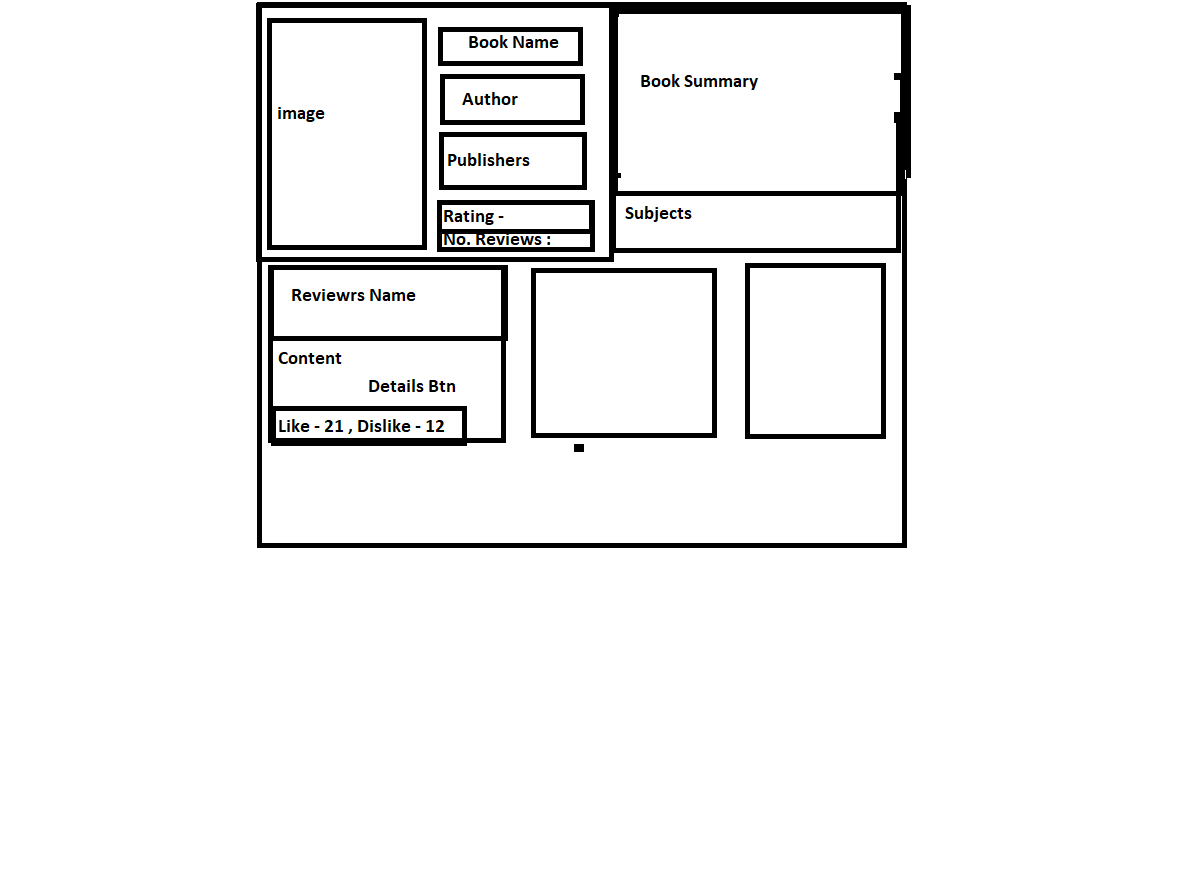 image
Book Name
Author
Publishers
Rating -
No. Reviews :
Book Summary
Subjects
Reviewrs Name
Content
Details Btn
Like - 21 , Dislike - 12